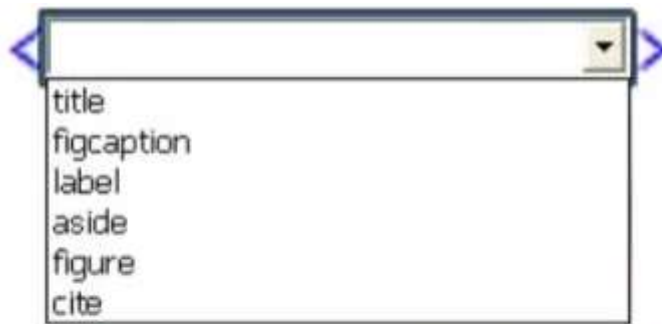 < >
title
figcaption
label
aside
figure
cite